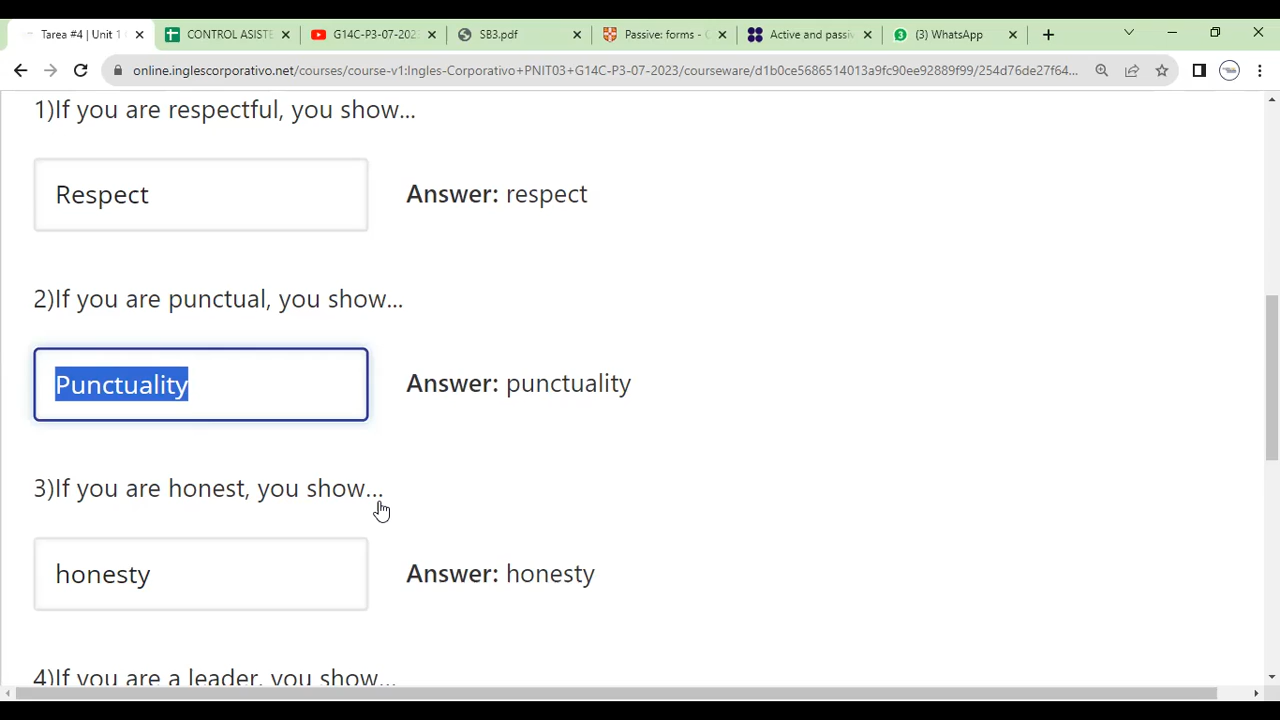 Tarea #4 | Unit 1
CONTROL ASISTE
G14C-P3-07-202
SB3.pdf
Passive: forms -
Active and passiv
(3) WhatsApp
online.inglescorporativo.net/courses/course-v1:Ingles-Corporativo+PNIT03+G14C-P3-07-2023/courseware/d1b0ce5686514013a9fc90ee92889f99/254d76de27f64...
1)If you are respectful, you show...
Respect
Answer: respect
2)If you are punctual, you show...
Punctuality
Answer: punctuality
3)If you are honest, you show...
honesty
Answer: honesty
4)If you are a leader, you show...